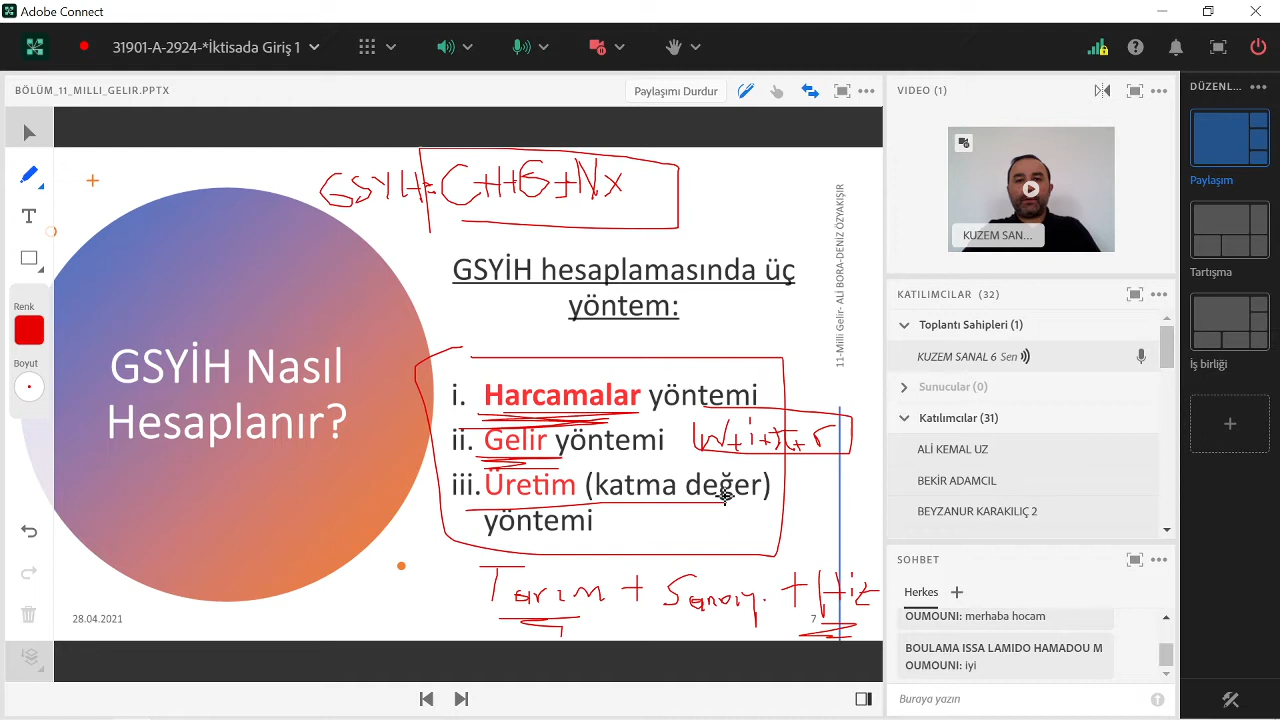 Adobe Connect
31901-A-2924-*İktisada Giriş 1
BÖLÜM_11_MILLI_GELIR.PPTX
Paylaşımı Durdur
Renk
Boyut
GSYİH Nasıl
Hesaplanır?
28.04.2021
GSYİH = C+I+G+Nx
GSYİH hesaplamasında üç
yöntem:
i. Harcamalar yöntemi
ii. Gelir yöntemi
W+i+π+r
iii. Üretim (katma değer)
yöntemi
Tarım + Sanayi + Hiz
7
11-Milli Gelir- ALİ BORA-DENİZ ÖZYAKIŞIR
VIDEO (1)
KUZEM SAN...
KATILIMCILAR (32)
Toplantı Sahipleri (1)
KUZEM SANAL 6 Sen
Sunucular (0)
Katılımcılar (31)
ALİ KEMAL UZ
BEKİR ADAMCIL
BEYZANUR KARAKILIÇ 2
SOHBET
Herkes
OUMOUNI: merhaba hocam
BOULAMA ISSA LAMIDO HAMADOU M
OUMOUNI: iyi
Buraya yazın
DÜZENL...
Paylaşım
Tartışma
İş birliği